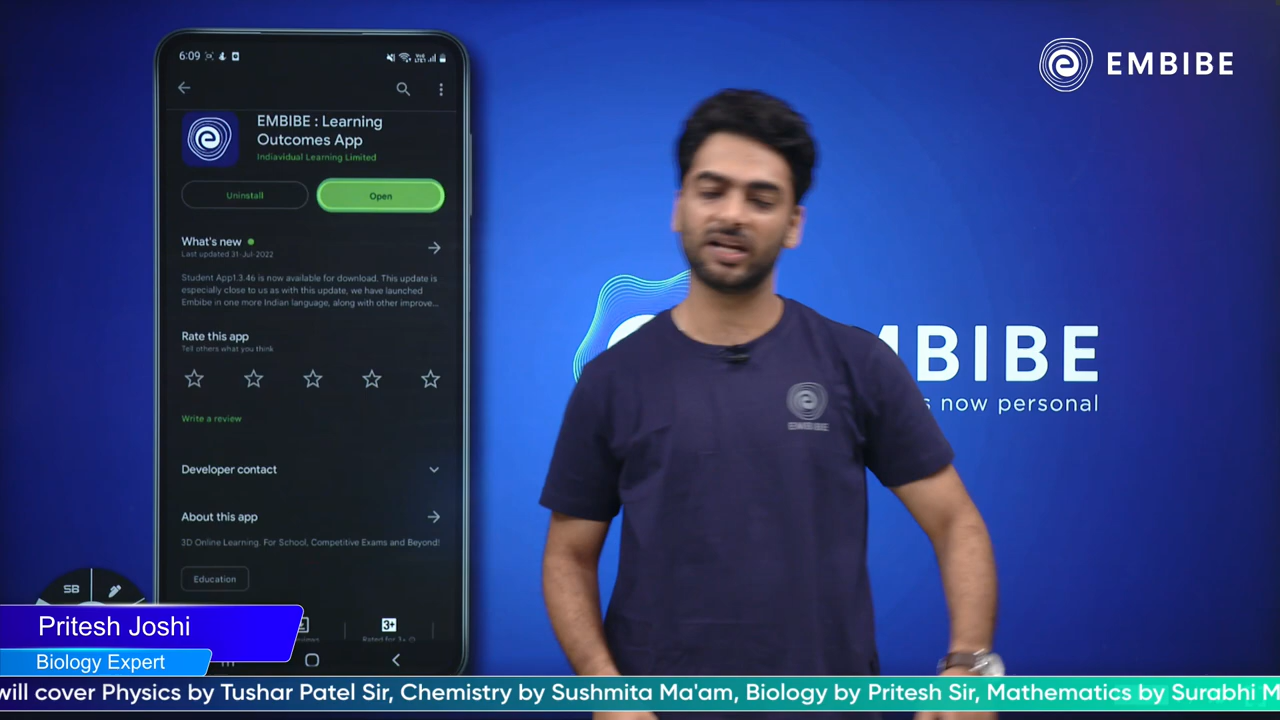 6:09
EMBIBE
EMBIBE : Learning
Outcomes App
Indiavidual Learning Limited
Uninstall
Open
What's new
Last updated 31-Jul-2022
Student App1.3.46 is now available for download. This update is
especially close to us as with this update, we have launched
Embibe in one more Indian language, along with other improve...
Rate this app
Tell others what you think
Write a review
Developer contact
About this app
3D Online Learning. For School, Competitive Exams and Beyond!
Education
3+
Rated for 3+
MBIBE
s now personal
EMBIBE
SB
Pritesh Joshi
Biology Expert
will cover Physics by Tushar Patel Sir, Chemistry by Sushmita Ma'am, Biology by Pritesh Sir, Mathematics by Surabhi M